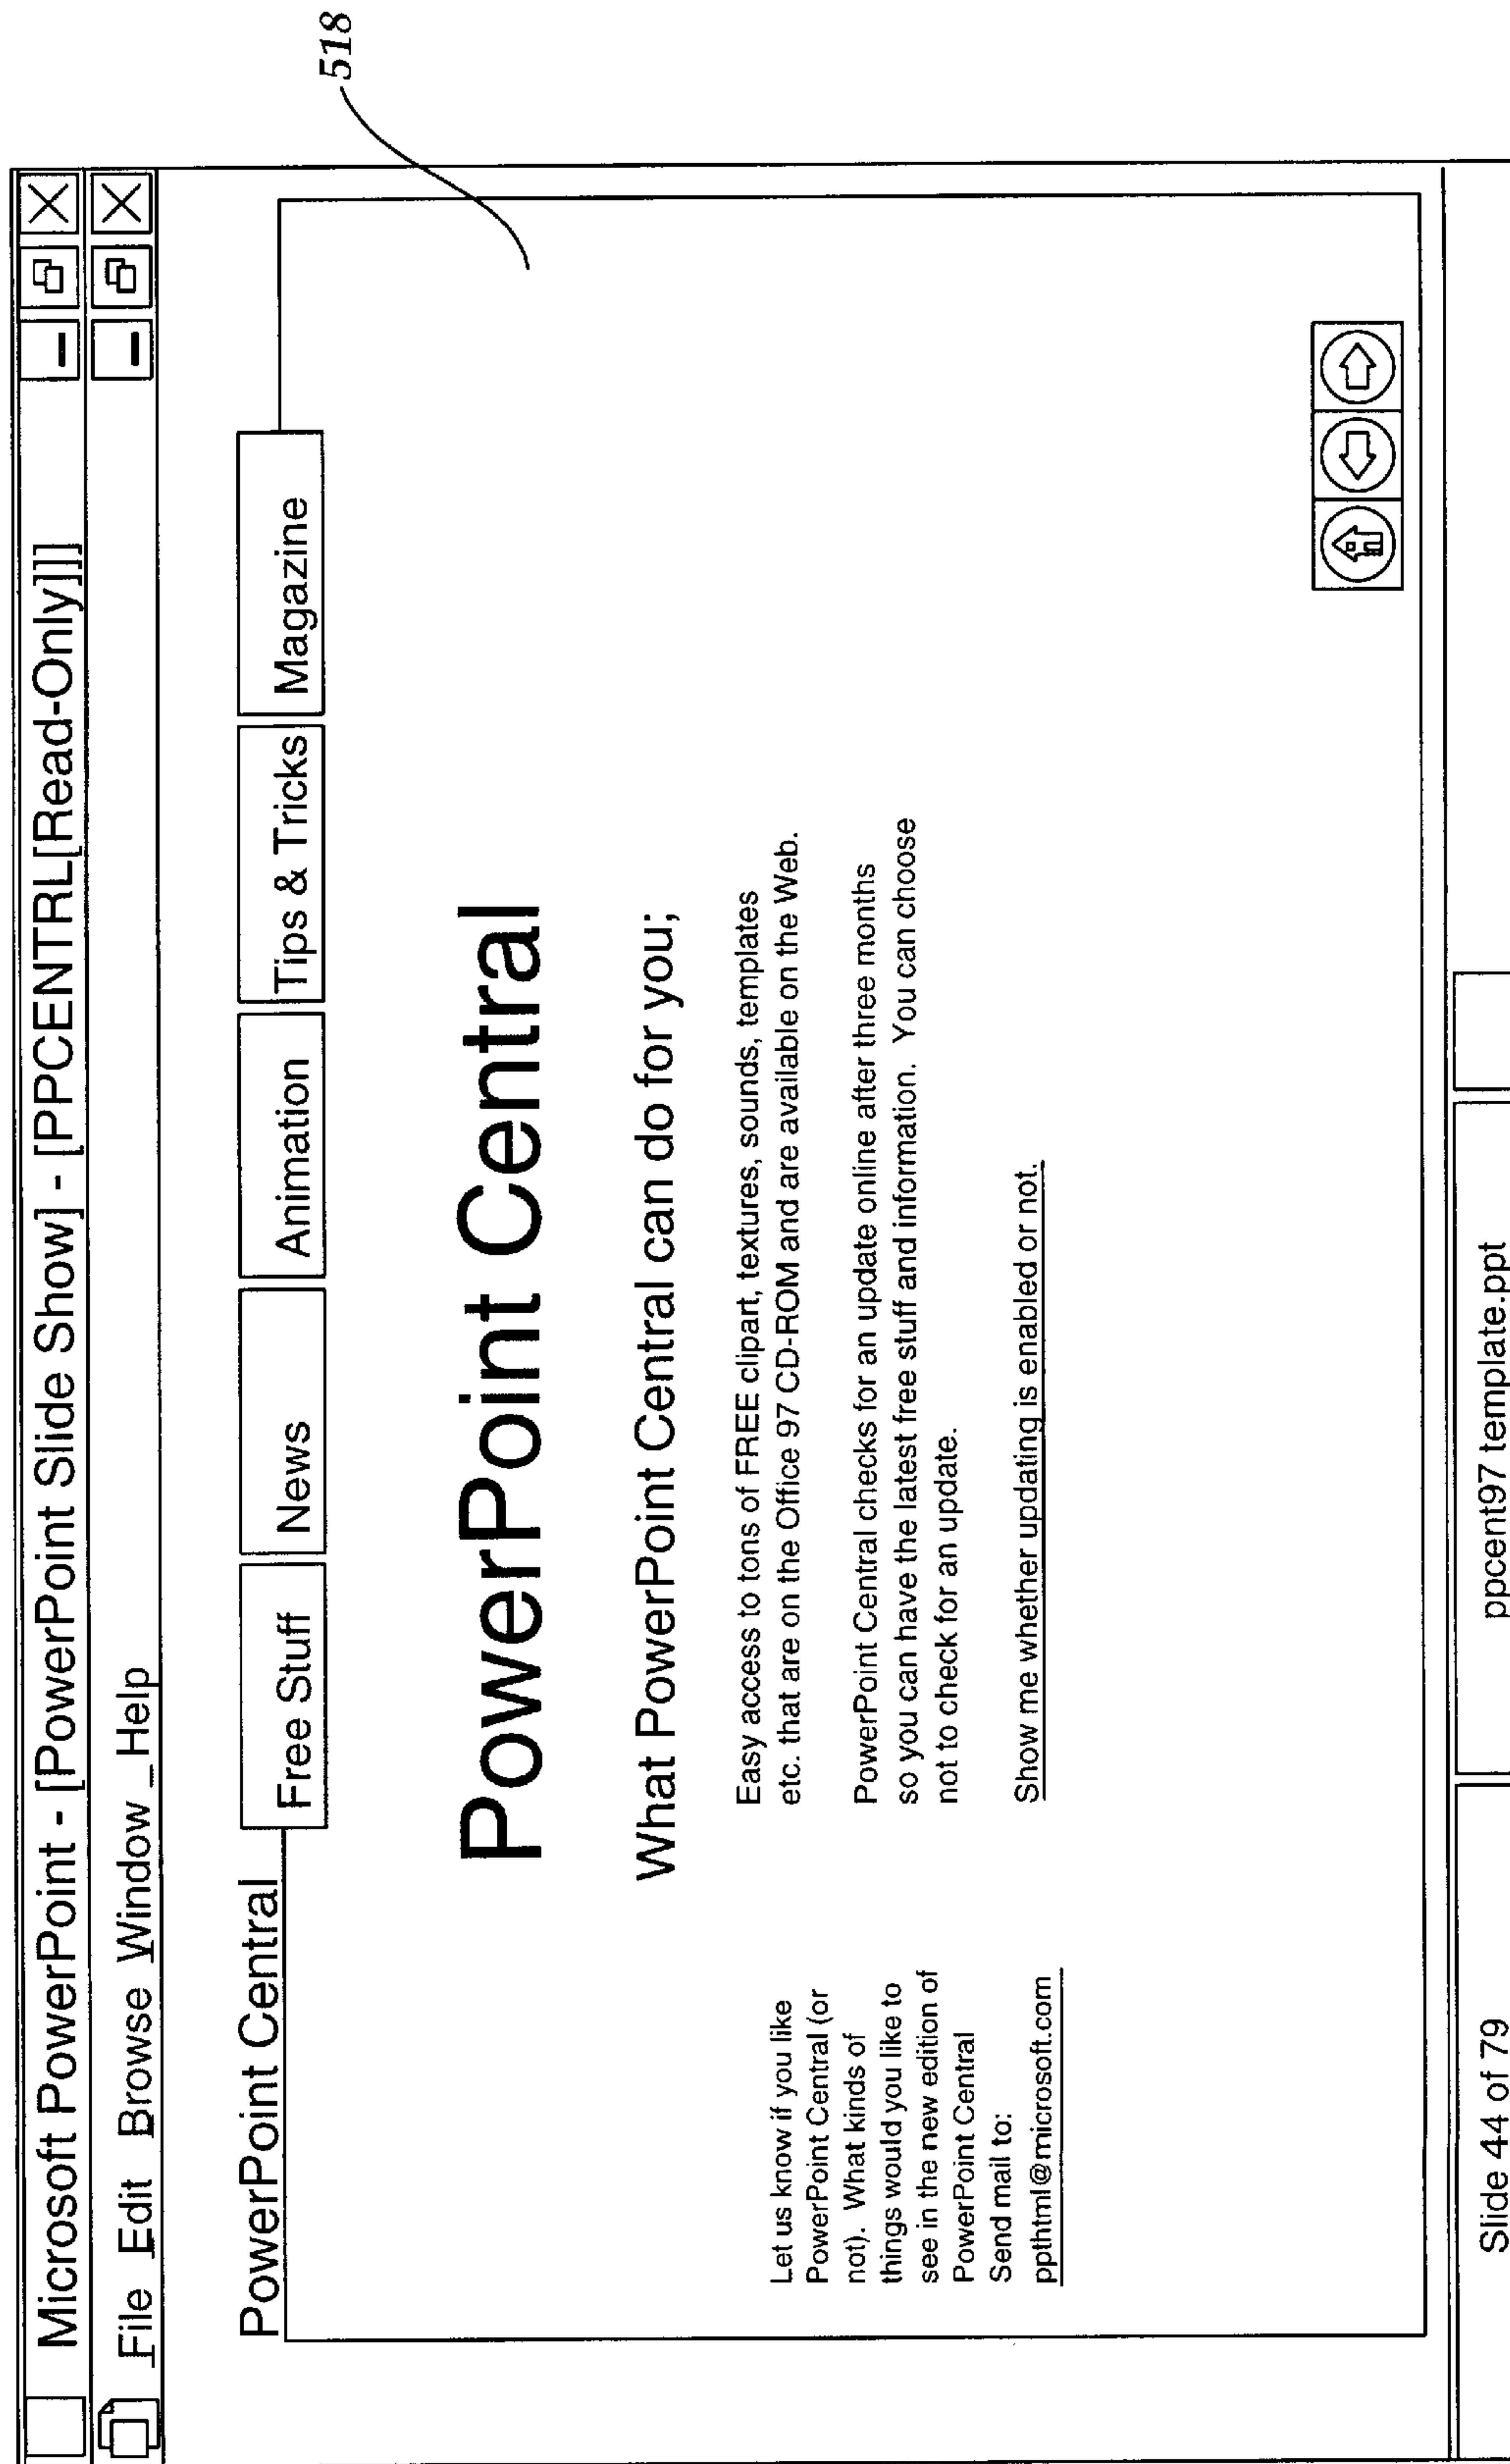 Microsoft PowerPoint - [PowerPoint Slide Show] - [PPCENTRL[Read-Only]]]
File Edit Browse Window Help
518
PowerPoint Central
Free Stuff
News
Animation
Tips & Tricks
Magazine
PowerPoint Central
What PowerPoint Central can do for you;
Easy access to tons of FREE clipart, textures, sounds, templates
etc. that are on the Office 97 CD-ROM and are available on the Web.
PowerPoint Central checks for an update online after three months
so you can have the latest free stuff and information. You can choose
not to check for an update.
Show me whether updating is enabled or not.
Let us know if you like
PowerPoint Central (or
not). What kinds of
things would you like to
see in the new edition of
PowerPoint Central
Send mail to:
ppthtml@microsoft.com
Slide 44 of 79
ppcent97 template.ppt